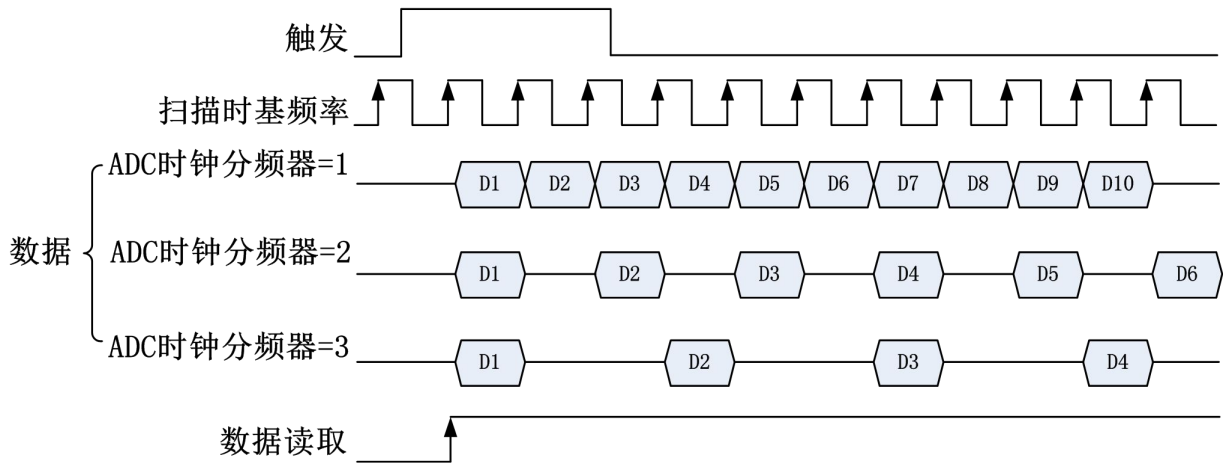 触发
扫描时基频率
ADC时钟分频器=1
D1 D2 D3 D4 D5 D6 D7 D8 D9 D10
数据
ADC时钟分频器=2
D1 D2 D3 D4 D5 D6
ADC时钟分频器=3
D1 D2 D3 D4
数据读取